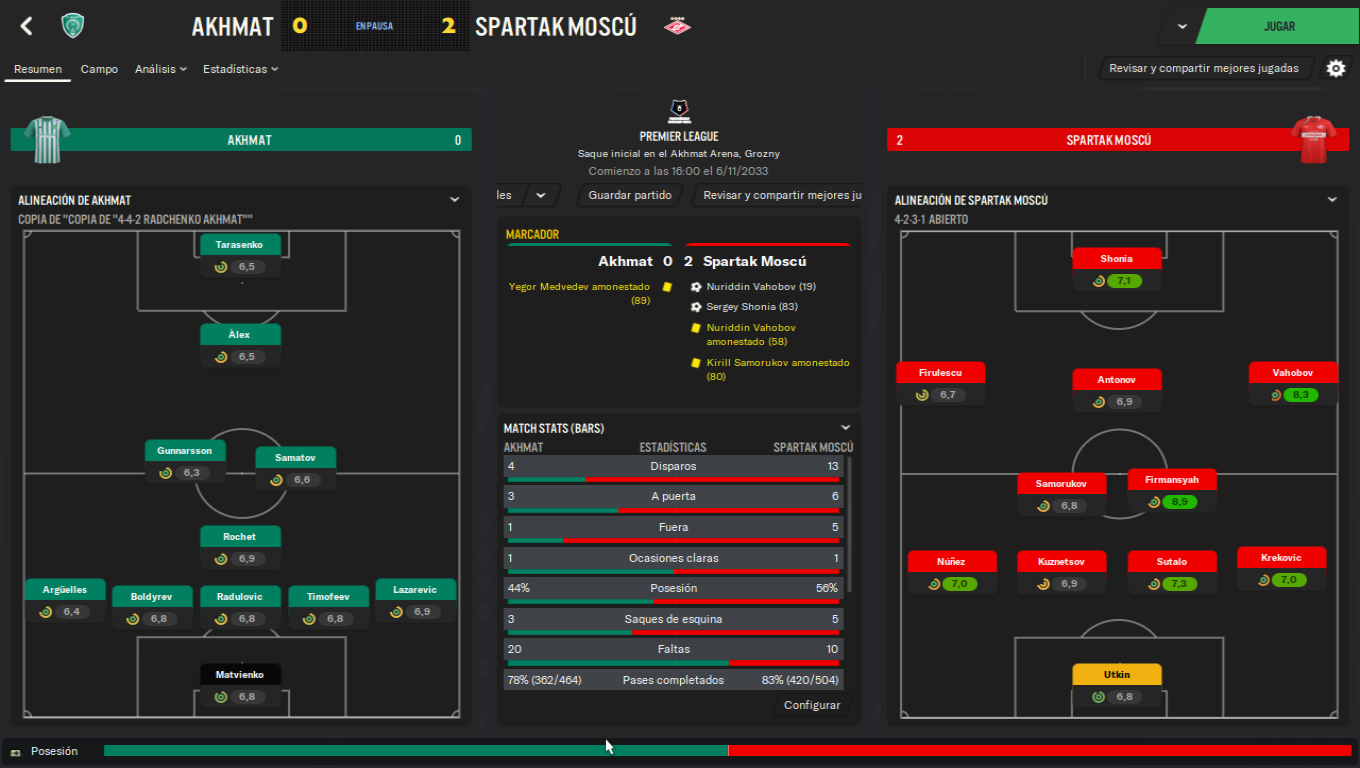 AKHMAT 0 EN PAUSA 2 SPARTAK MOSCÚ
JUGAR
Resumen Campo Análisis Estadísticas
Revisar y compartir mejores jugadas
AKHMAT 0
PREMIER LEAGUE
Saque inicial en el Akhmat Arena, Grozny
Comienzo a las 16:00 el 6/11/2033
les Guardar partido Revisar y compartir mejores ju
2 SPARTAK MOSCÚ
ALINEACIÓN DE AKHMAT
COPIA DE "COPIA DE "4-4-2 RADCHENKO AKHMAT""
Tarasenko
6,5
Àlex
6,5
Gunnarsson
6,3
Samatov
6,6
Rochet
6,9
Argüelles
6,4
Boldyrev
6,8
Radulovic
6,8
Timofeev
6,8
Lazarevic
6,9
Matvienko
6,8
MARCADOR
Akhmat 0 2 Spartak Moscú
Yegor Medvedev amonestado
(89)
Nuriddin Vahobov (19)
Sergey Shonia (83)
Nuriddin Vahobov
amonestado (58)
Kirill Samorukov amonestado
(80)
MATCH STATS (BARS)
AKHMAT ESTADÍSTICAS SPARTAK MOSCÚ
4 Disparos 13
3 A puerta 6
1 Fuera 5
1 Ocasiones claras 1
44% Posesión 56%
3 Saques de esquina 5
20 Faltas 10
78% (362/464) Pases completados 83% (420/504)
Configurar
ALINEACIÓN DE SPARTAK MOSCÚ
4-2-3-1 ABIERTO
Shonia
7,1
Firulescu
6,7
Antonov
6,9
Vahobov
8,3
Samorukov
6,8
Firmansyah
8,9
Núñez
7,0
Kuznetsov
6,9
Sutalo
7,3
Krekovic
7,0
Utkin
6,8
Posesión